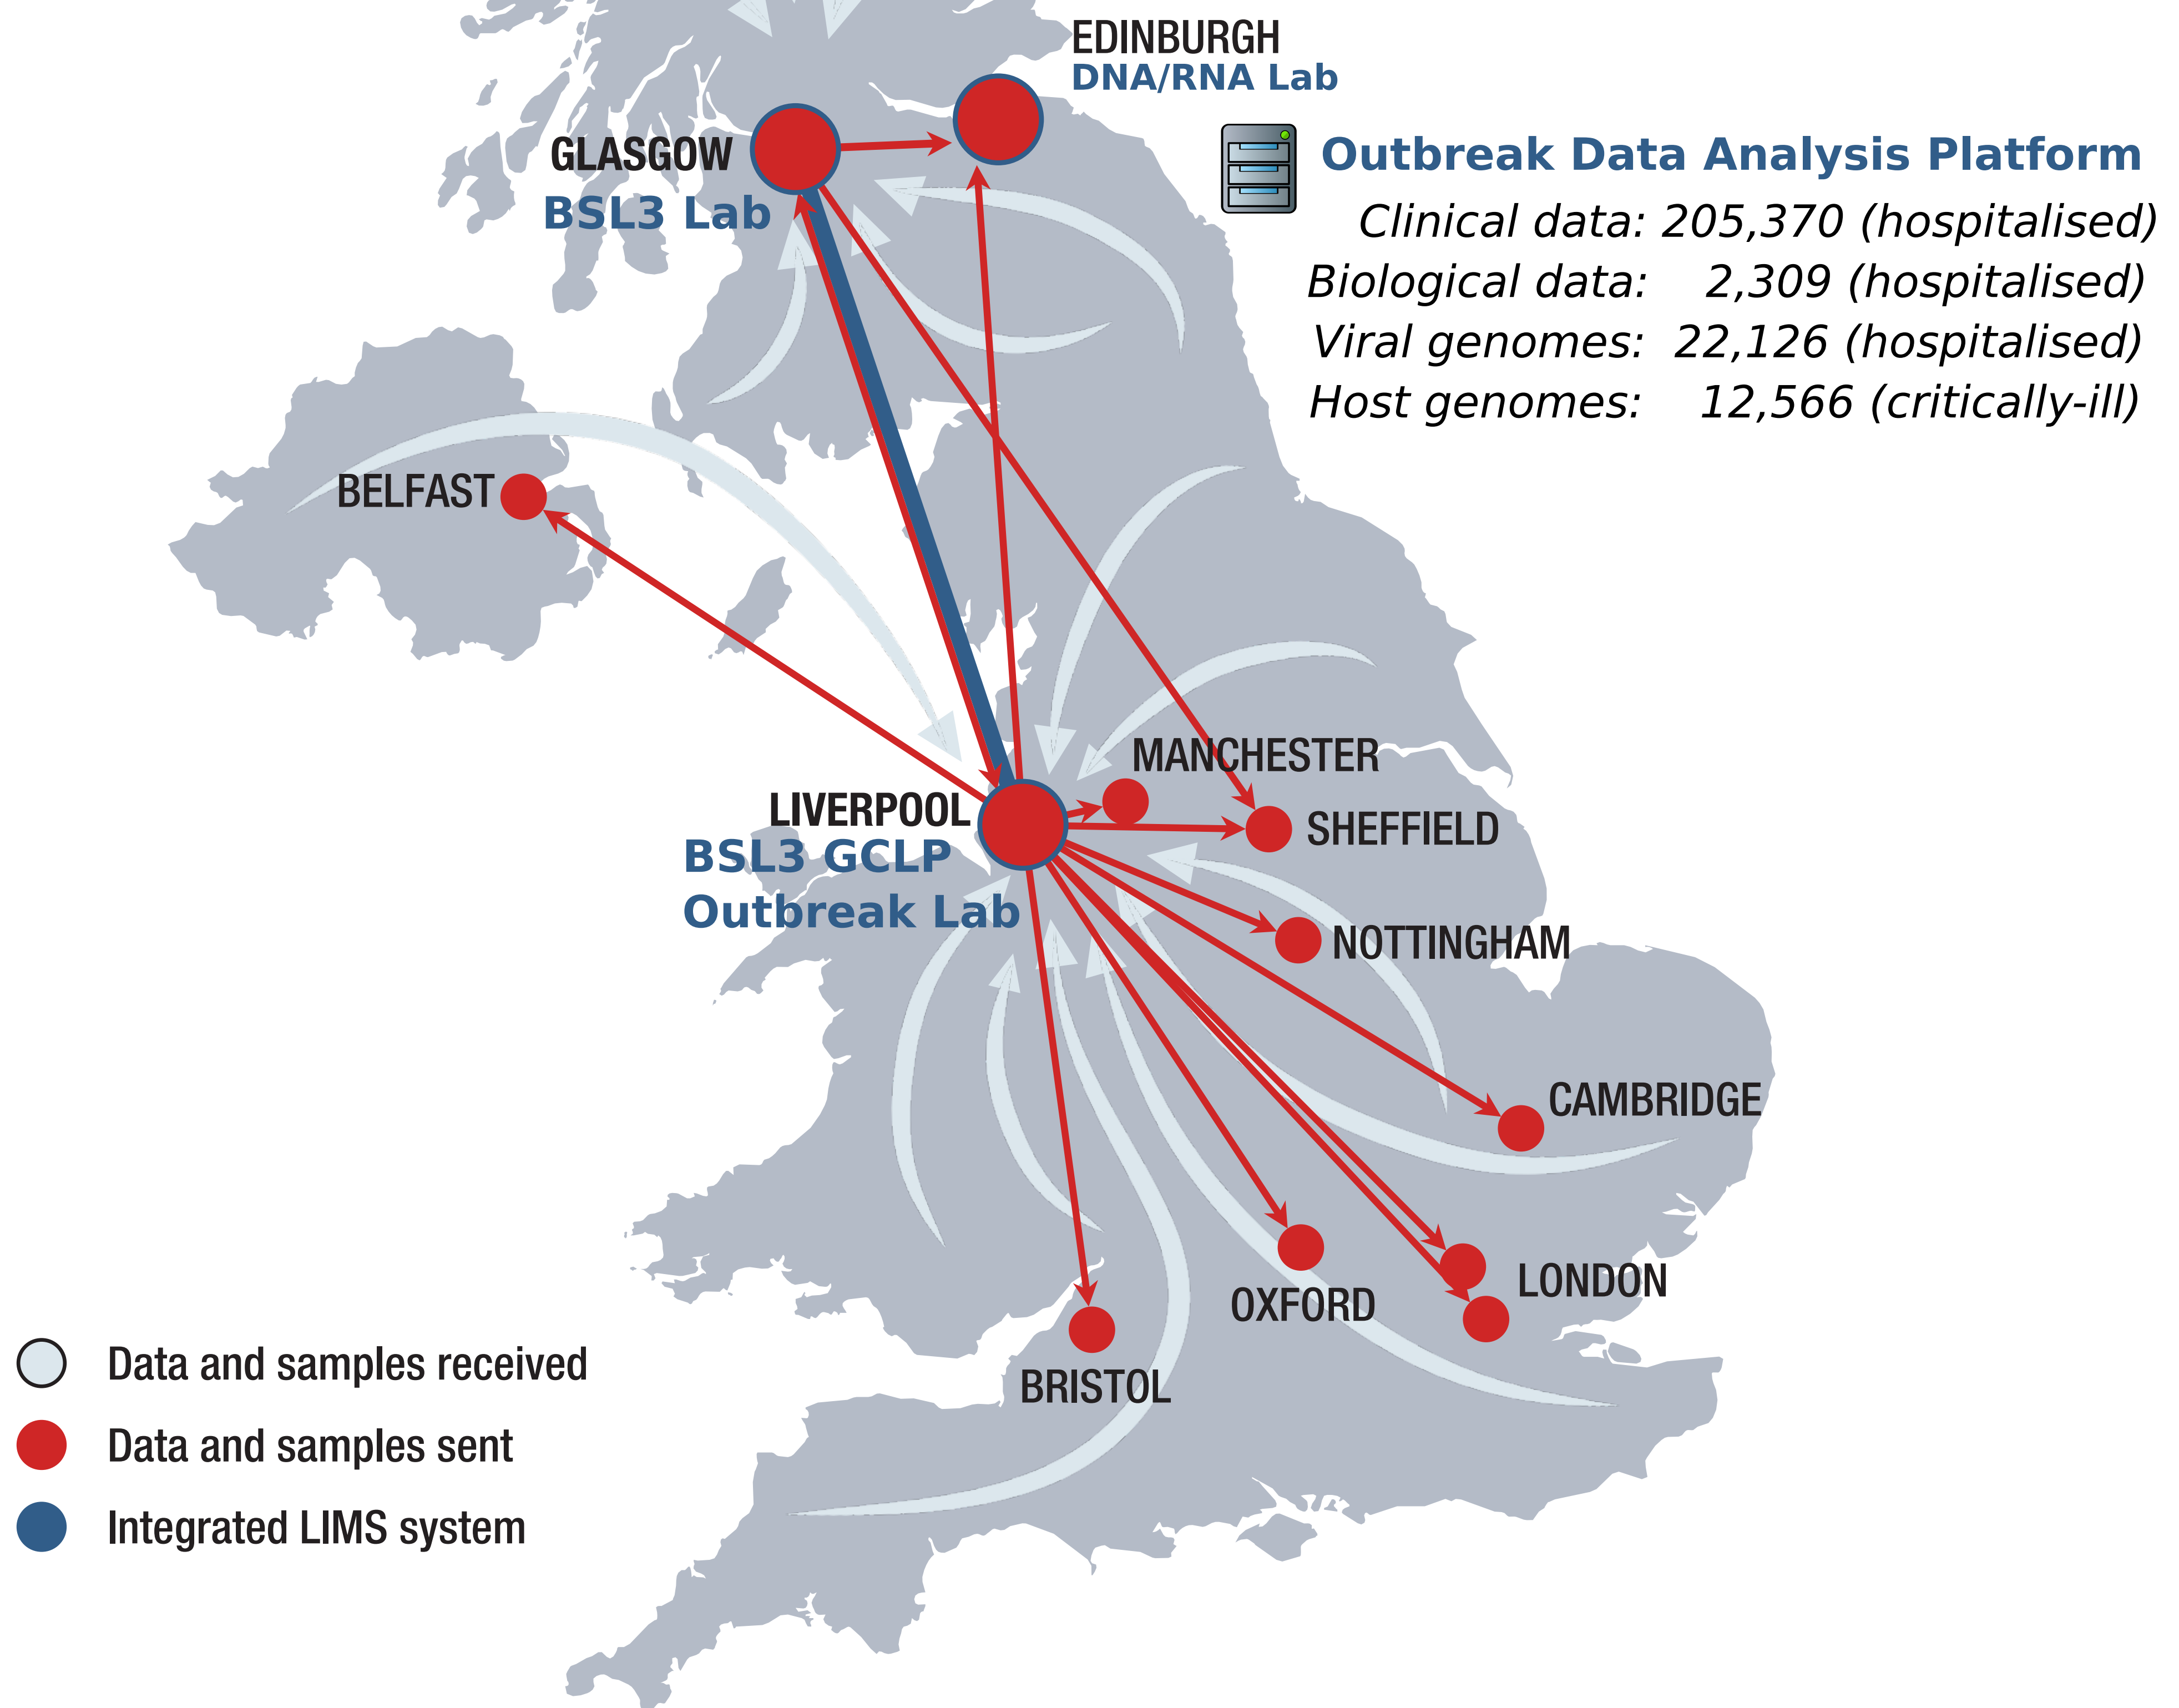 EDINBURGH
DNA/RNA Lab
GLASGOW
BSL3 Lab
Outbreak Data Analysis Platform
Clinical data: 205,370 (hospitalised)
Biological data: 2,309 (hospitalised)
Viral genomes: 22,126 (hospitalised)
Host genomes: 12,566 (critically-ill)
BELFAST
MANCHESTER
LIVERPOOL
BSL3 GCLP
Outbreak Lab
SHEFFIELD
NOTTINGHAM
CAMBRIDGE
LONDON
OXFORD
BRISTOL
Data and samples received
Data and samples sent
Integrated LIMS system